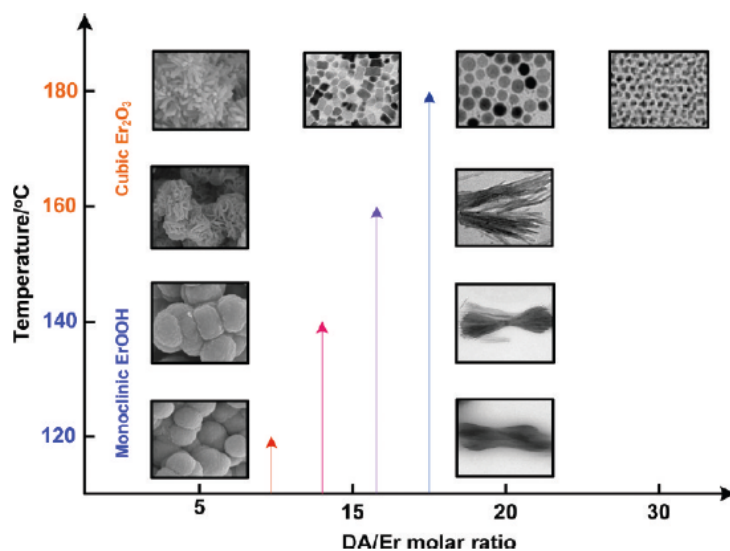 180
160
140
120
Temperature/°C
Cubic Er₂O₃
Monoclinic ErOOH
5 15 20 30
DA/Er molar ratio